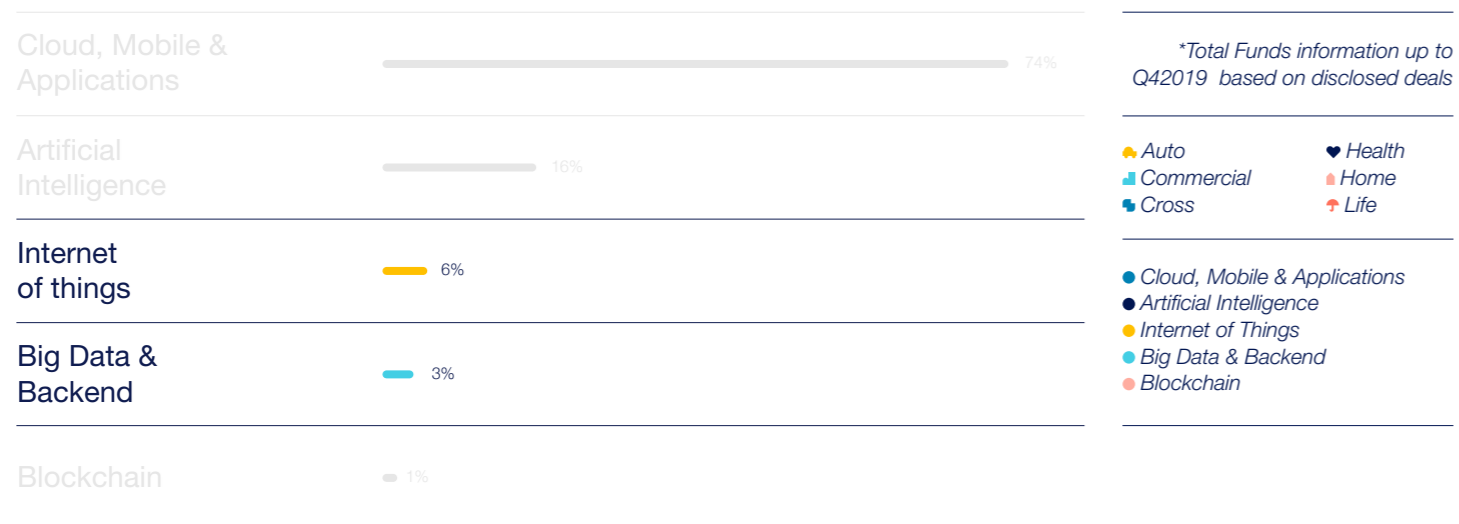 Cloud, Mobile &
Applications
74%
Artificial
Intelligence
16%
Internet
of things
6%
Big Data &
Backend
3%
Blockchain
1%
*Total Funds information up to
Q42019 based on disclosed deals
Auto
Health
Commercial
Home
Cross
Life
Cloud, Mobile & Applications
Artificial Intelligence
Internet of Things
Big Data & Backend
Blockchain